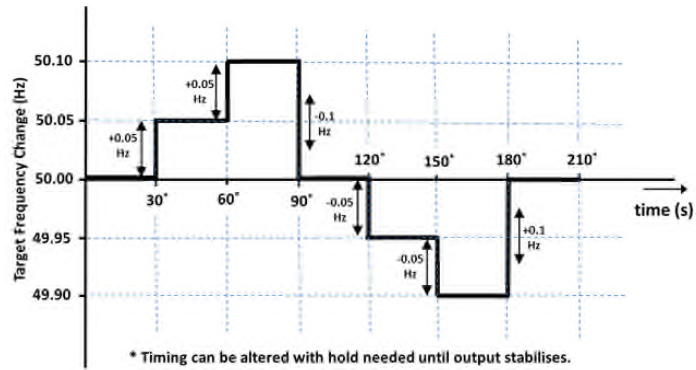 Target Frequency Change (Hz)
50.10
50.05
50.00
49.95
49.90
+0.05
Hz
+0.05
Hz
-0.1
Hz
30*
60*
90*
120*
150*
180*
210*
-0.05
Hz
-0.05
Hz
+0.1
Hz
time (s)
* Timing can be altered with hold needed until output stabilises.